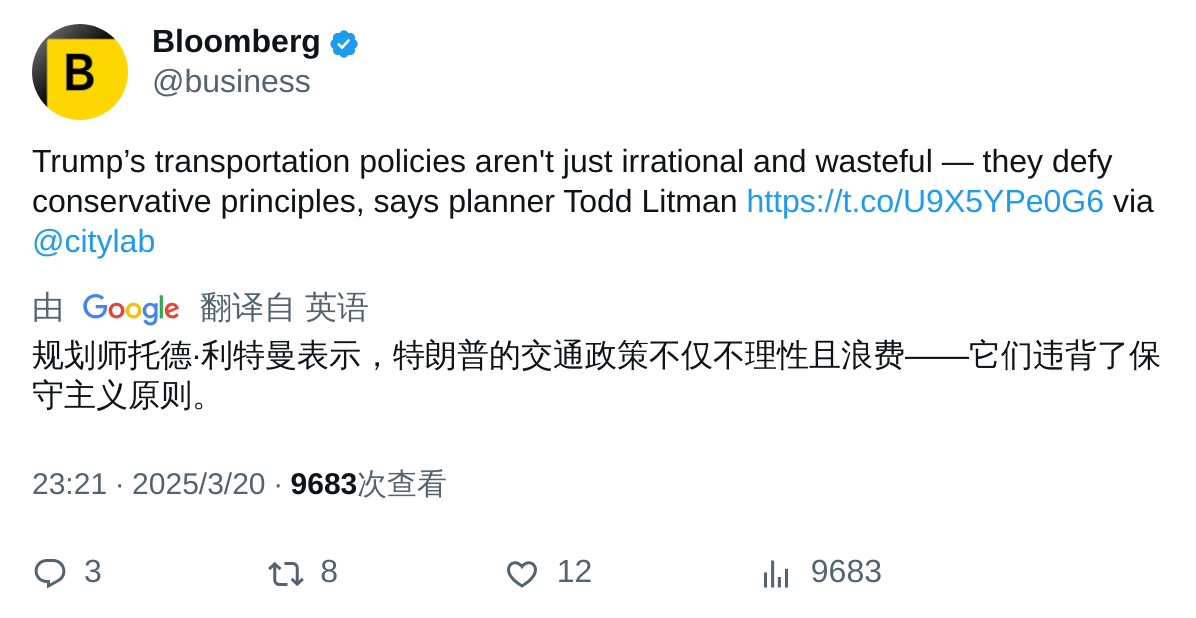 B
Bloomberg
@business
Trump’s transportation policies aren't just irrational and wasteful — they defy
conservative principles, says planner Todd Litman https://t.co/U9X5YPe0G6 via
@citylab
由 Google 翻译自 英语
规划师托德·利特曼表示，特朗普的交通政策不仅不理性且浪费——它们违背了保
守主义原则。
23:21 · 2025/3/20 · 9683次查看
3 8 12 9683